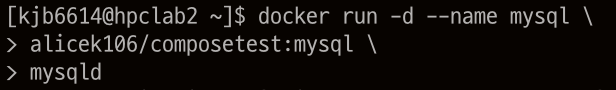 [kjb6614@hpclab2 ~]$ docker run -d --name mysql \
> alicek106/composetest:mysql \
> mysqld